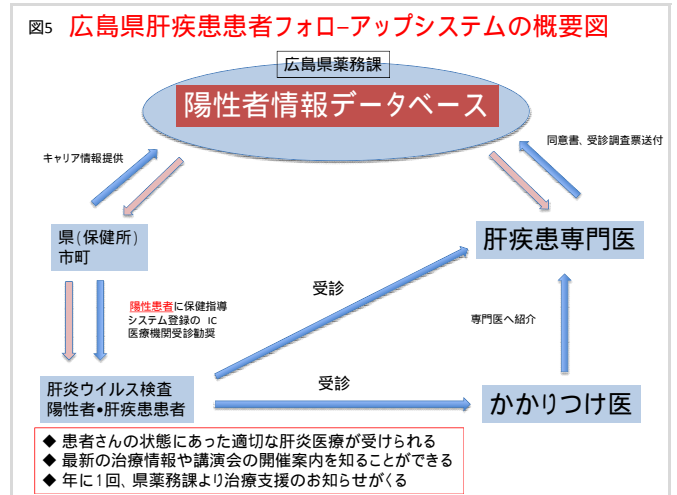 図5 広島県肝疾患患者フォロ−アップシステムの概要図
広島県薬務課
陽性者情報データベース
キャリア情報提供
同意書、受診調査票送付
県(保健所)
市町
肝疾患専門医
陽性患者に保健指導
システム登録の IC
医療機関受診勧奨
受診
専門医へ紹介
肝炎ウイルス検査
陽性者•肝疾患患者
受診
かかりつけ医
◆ 患者さんの状態にあった適切な肝炎医療が受けられる
◆ 最新の治療情報や講演会の開催案内を知ることができる
◆ 年に1回、県薬務課より治療支援のお知らせがくる